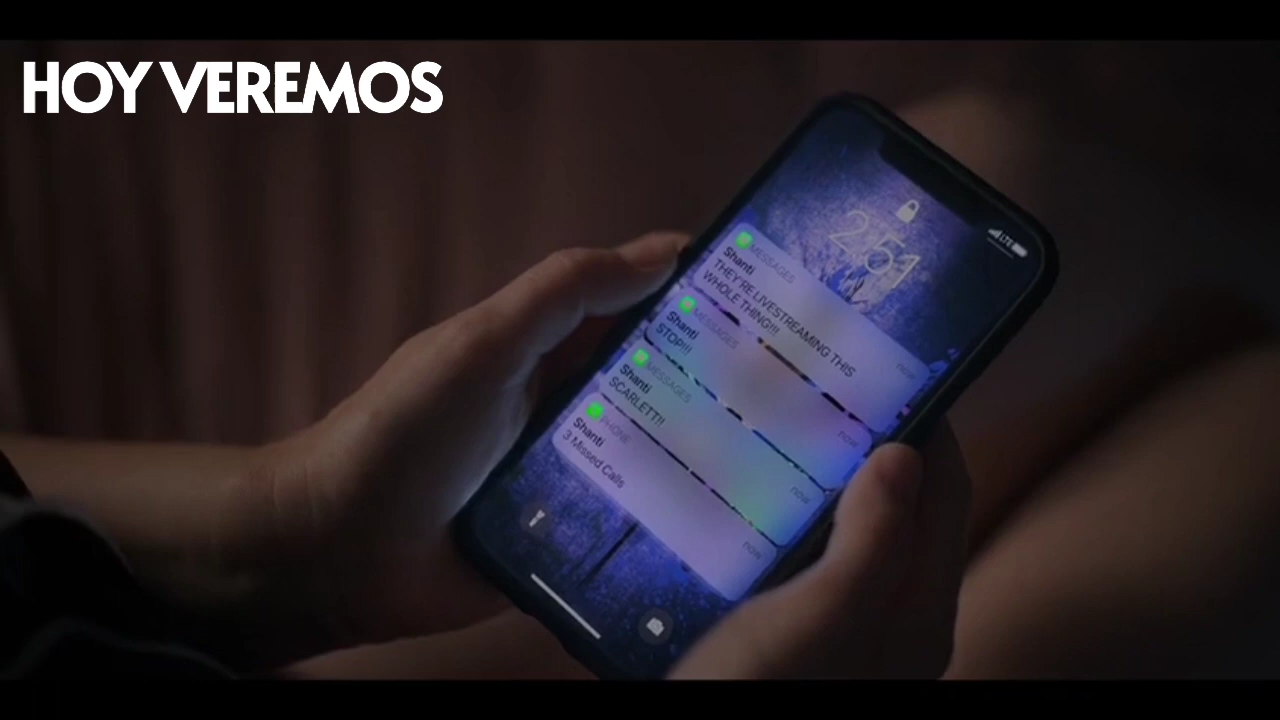 HOY VEREMOS
2:51
LTE
MESSAGES
Shanti
THEY'RE LIVESTREAMING THIS
WHOLE THING!!!
now
MESSAGES
Shanti
STOP!!!
now
MESSAGES
Shanti
SCARLETT!!
now
PHONE
Shanti
3 Missed Calls
now